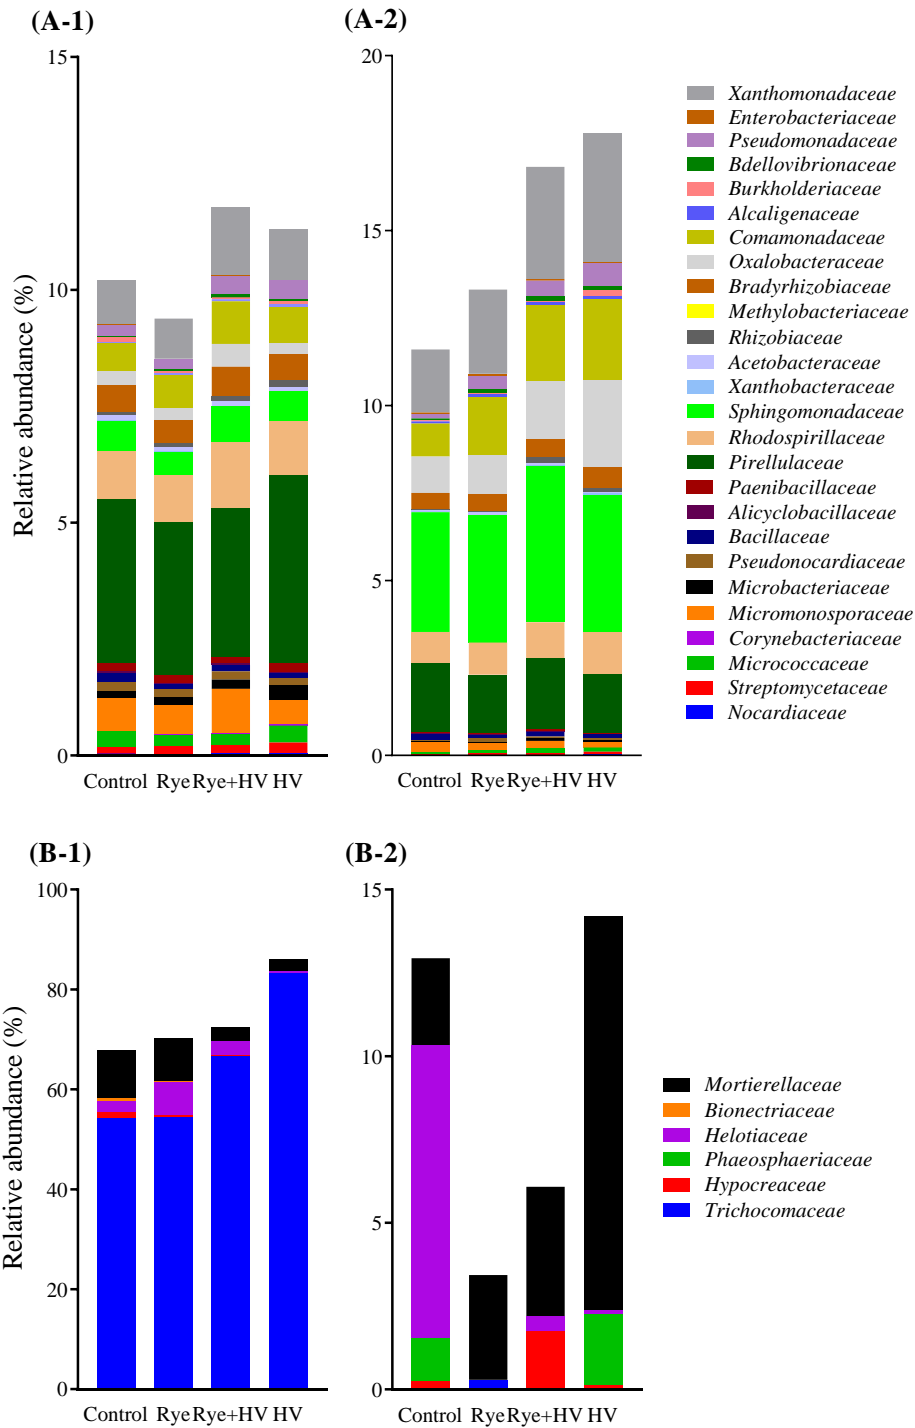 (A-1)
(A-2)
Relative abundance (%)
15
10
5
0
Control Rye Rye+HV HV
20
15
10
5
0
Control Rye Rye+HV HV
Xanthomonadaceae
Enterobacteriaceae
Pseudomonadaceae
Bdellovibrionaceae
Burkholderiaceae
Alcaligenaceae
Comamonadaceae
Oxalobacteraceae
Bradyrhizobiaceae
Methylobacteriaceae
Rhizobiaceae
Acetobacteraceae
Xanthobacteraceae
Sphingomonadaceae
Rhodospirillaceae
Pirellulaceae
Paenibacillaceae
Alicyclobacillaceae
Bacillaceae
Pseudonocardiaceae
Microbacteriaceae
Micromonosporaceae
Corynebacteriaceae
Micrococcaceae
Streptomycetaceae
Nocardiaceae
(B-1)
(B-2)
Relative abundance (%)
100
80
60
40
20
0
Control Rye Rye+HV HV
15
10
5
0
Control Rye Rye+HV HV
Mortierellaceae
Bionectriaceae
Helotiaceae
Phaeosphaeriaceae
Hypocreaceae
Trichocomaceae